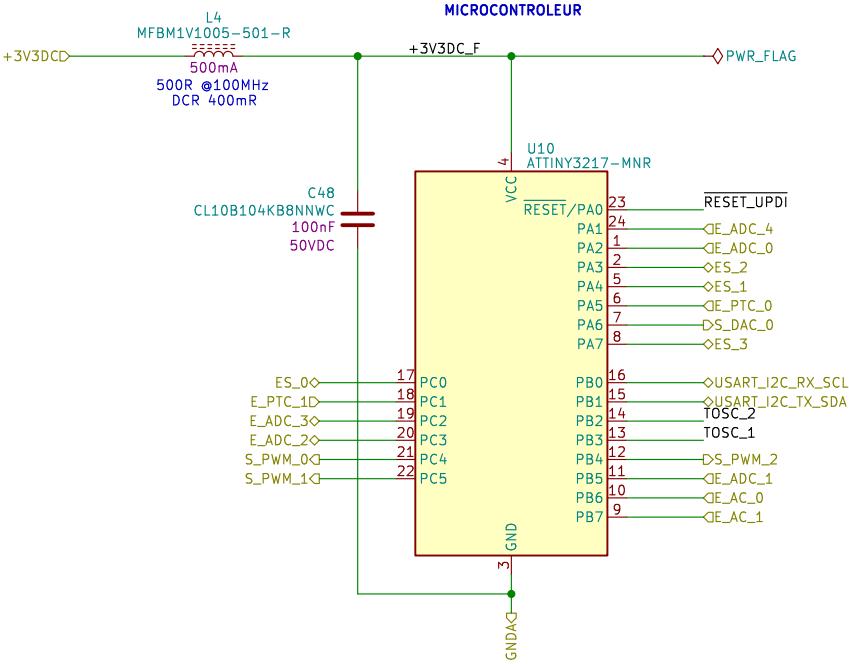 MICROCONTROLEUR
L4
MFBM1V1005-501-R
+3V3DC
500mA
500R @100MHz
DCR 400mR
+3V3DC_F
PWR_FLAG
U10
ATTINY3217-MNR
4
VCC
C48
CL10B104KB8NNWC
100nF
50VDC
RESET/PA0 23 RESET_UPDI
PA1 24 E_ADC_4
PA2 1 E_ADC_0
PA3 2 ES_2
PA4 5 ES_1
PA5 6 E_PTC_0
PA6 7 S_DAC_0
PA7 8 ES_3
ES_0 17 PC0
E_PTC_1 18 PC1
E_ADC_3 19 PC2
E_ADC_2 20 PC3
S_PWM_0 21 PC4
S_PWM_1 22 PC5
PB0 16 USART_I2C_RX_SCL
PB1 15 USART_I2C_TX_SDA
PB2 14 TOSC_2
PB3 13 TOSC_1
PB4 12 S_PWM_2
PB5 11 E_ADC_1
PB6 10 E_AC_0
PB7 9 E_AC_1
GND
3
GNDA